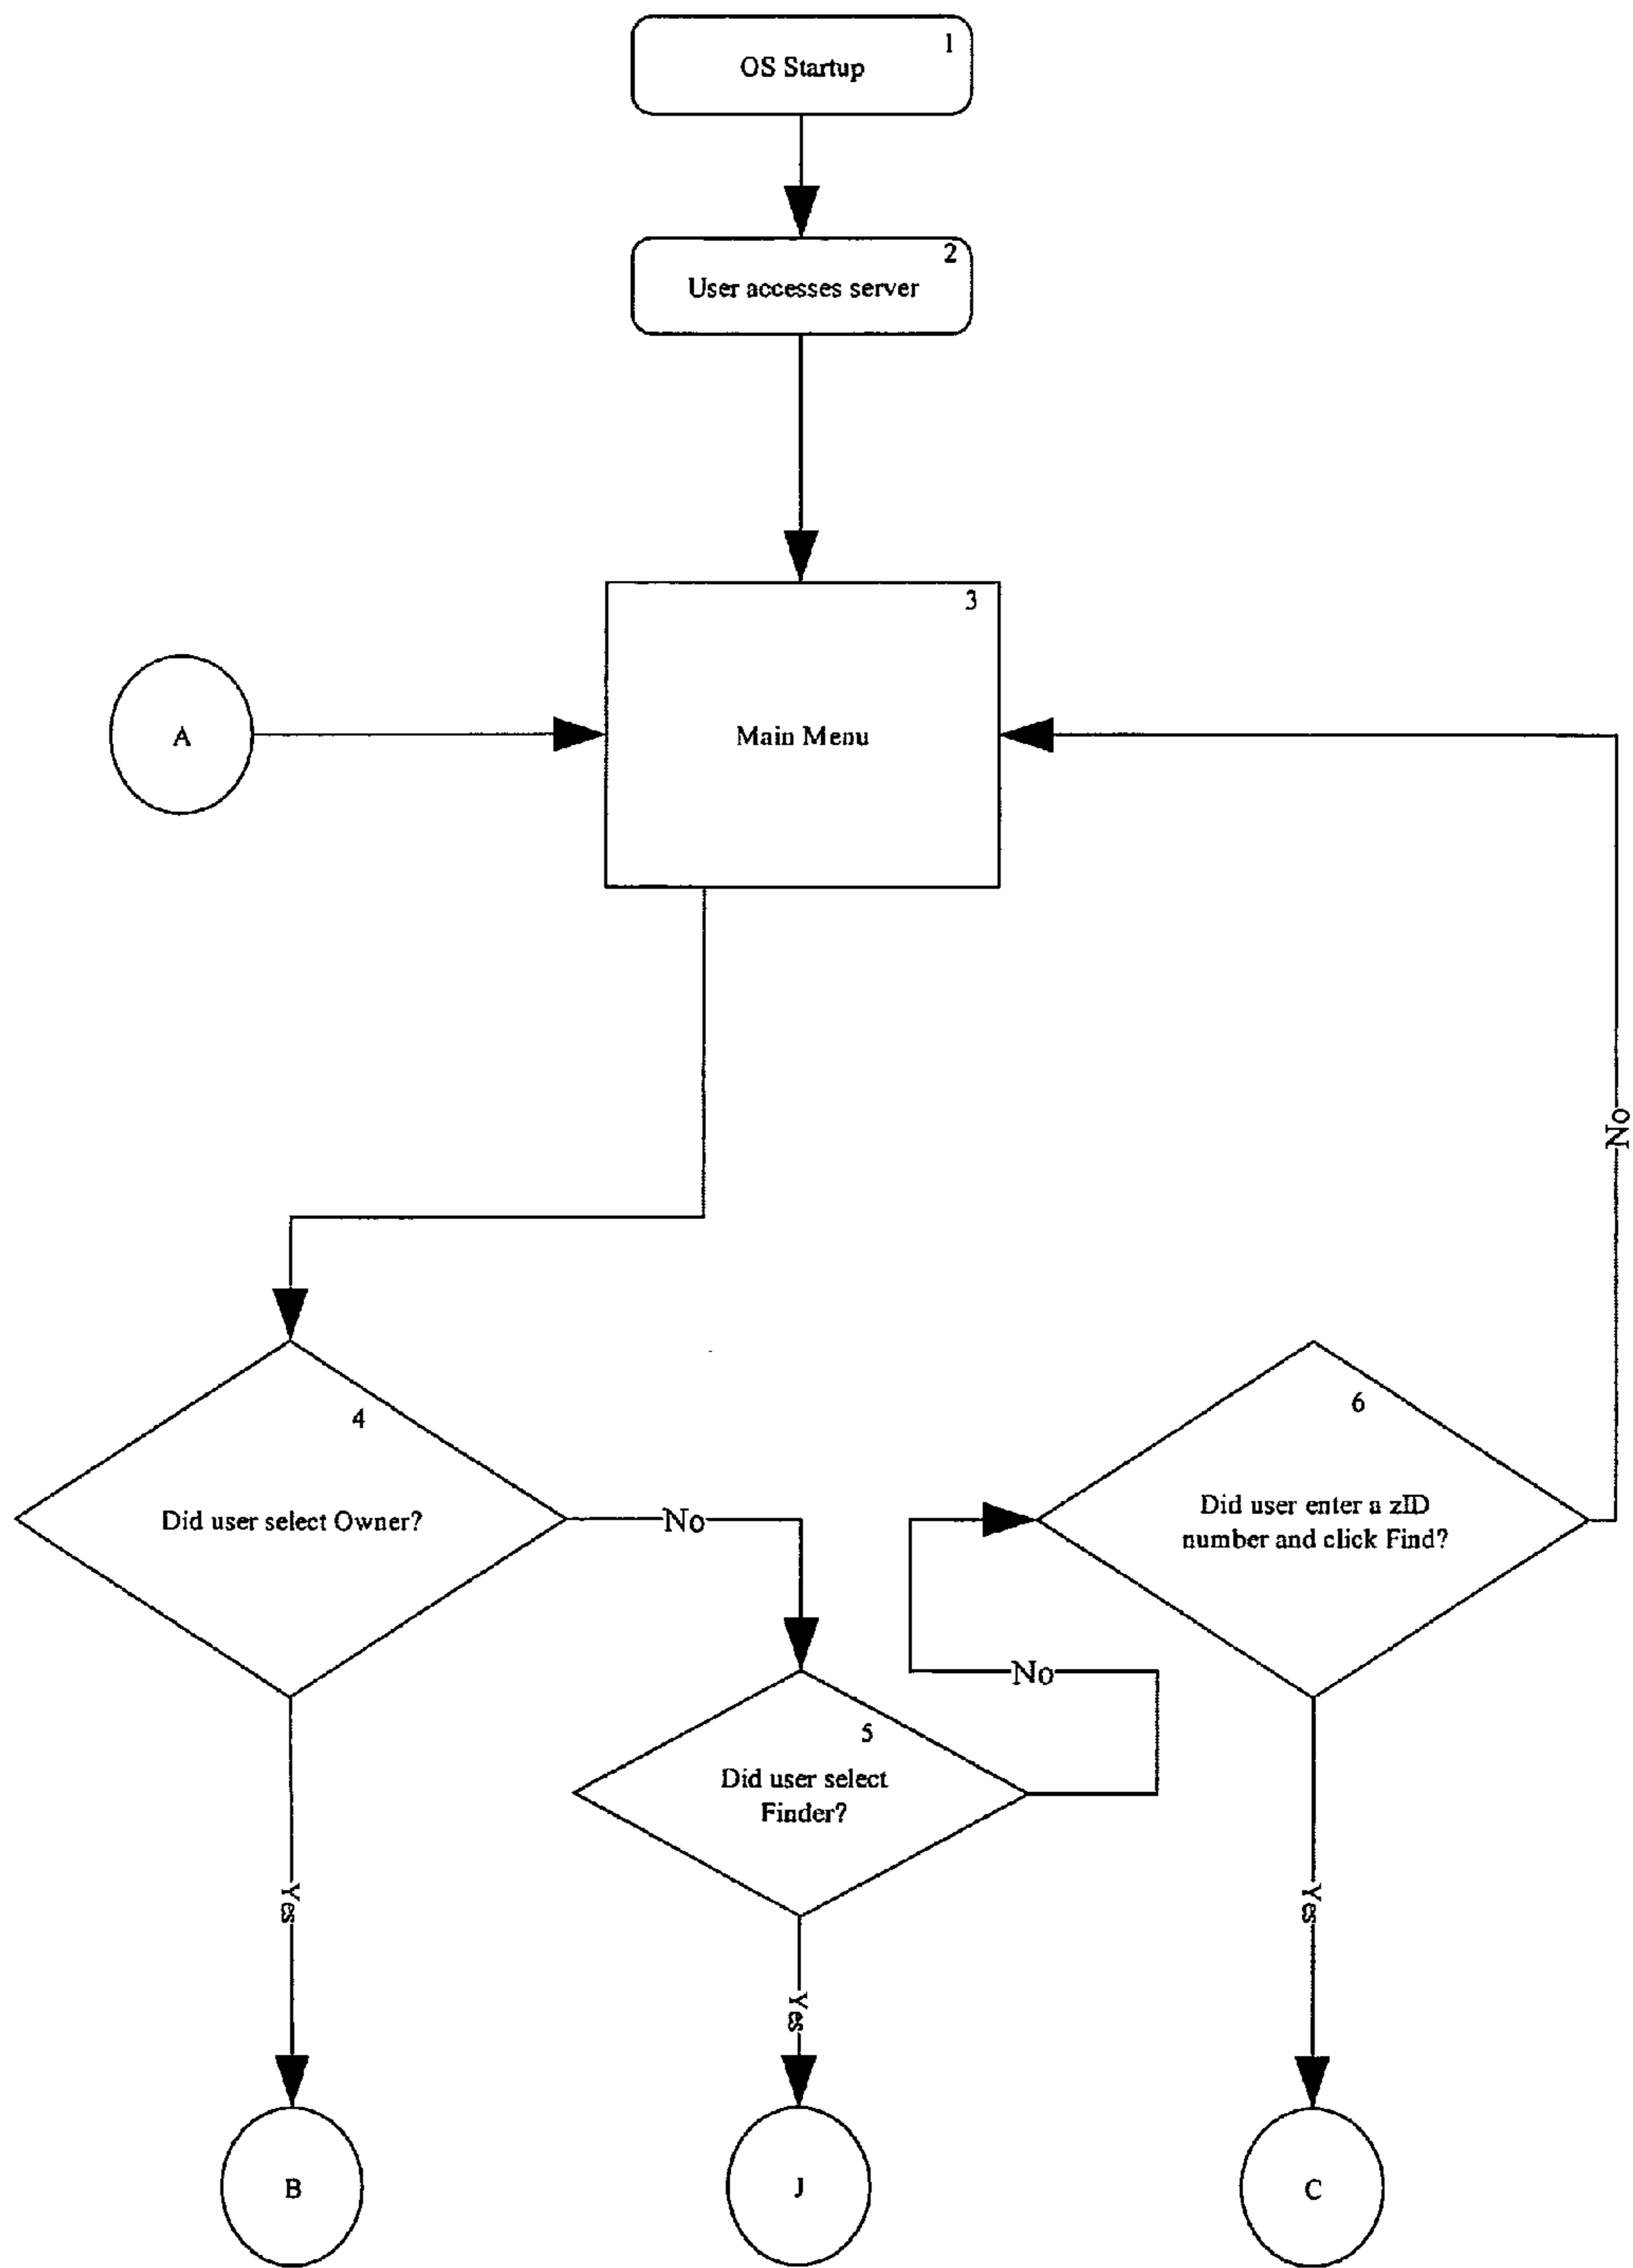 1
OS Startup
2
User accesses server
3
Main Menu
A
No
4
Did user select Owner?
No
6
Did user enter a zID
number and click Find?
No
5
Did user select
Finder?
Yes
Yes
Yes
B
J
C